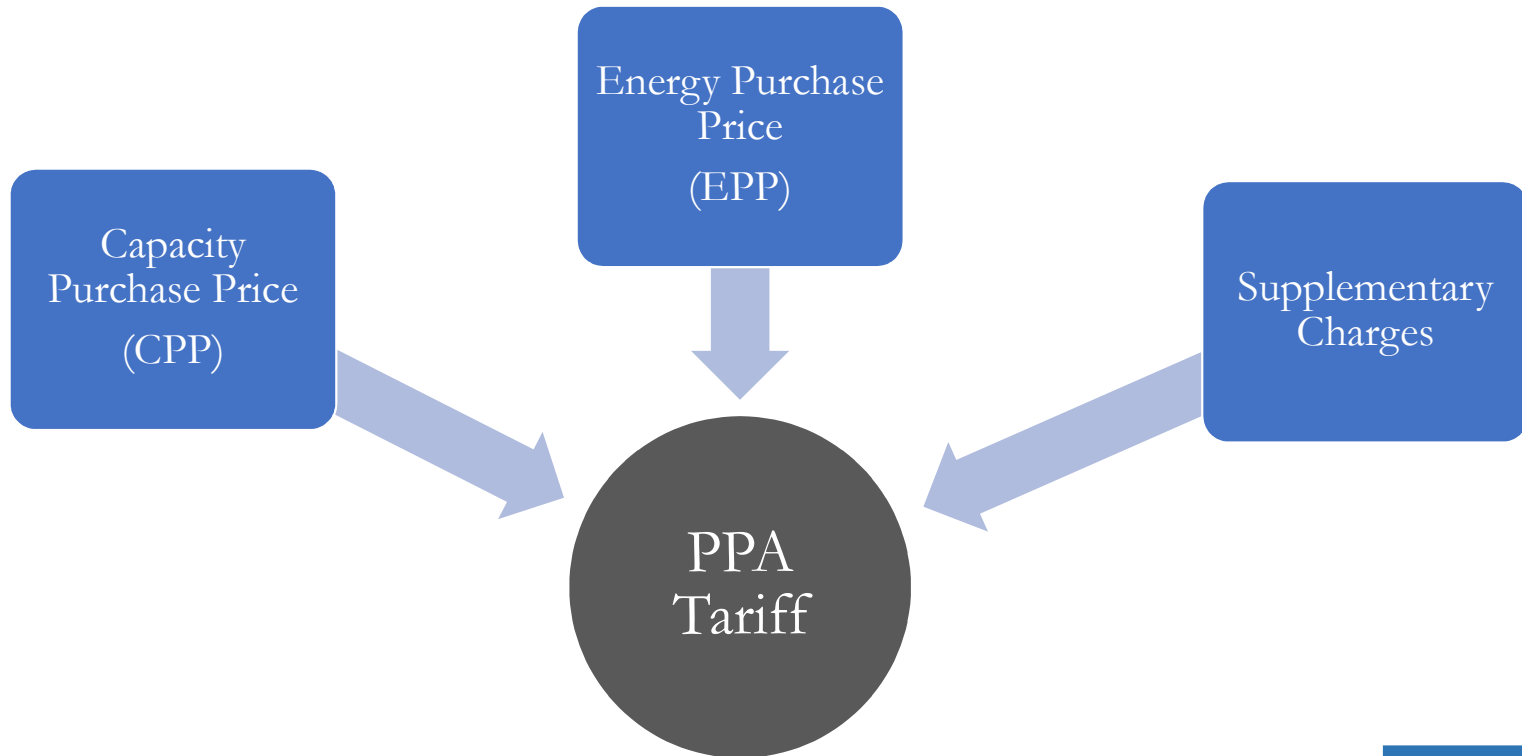 Energy Purchase
Price
(EPP)
Capacity
Purchase Price
(CPP)
Supplementary
Charges
PPA
Tariff